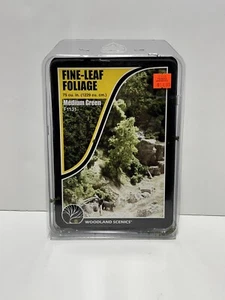 FINE-LEAF
FOLIAGE
75 cu. in. (1229 cu. cm.)
Medium Green
F1131
WOODLAND SCENICS